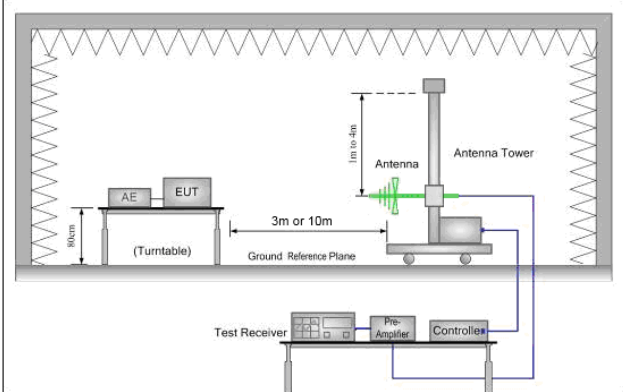 1m to 4m
Antenna
Antenna Tower
AE
EUT
80cm
(Turntable)
3m or 10m
Ground Reference Plane
Test Receiver
Pre-
Amplifier
Controlle